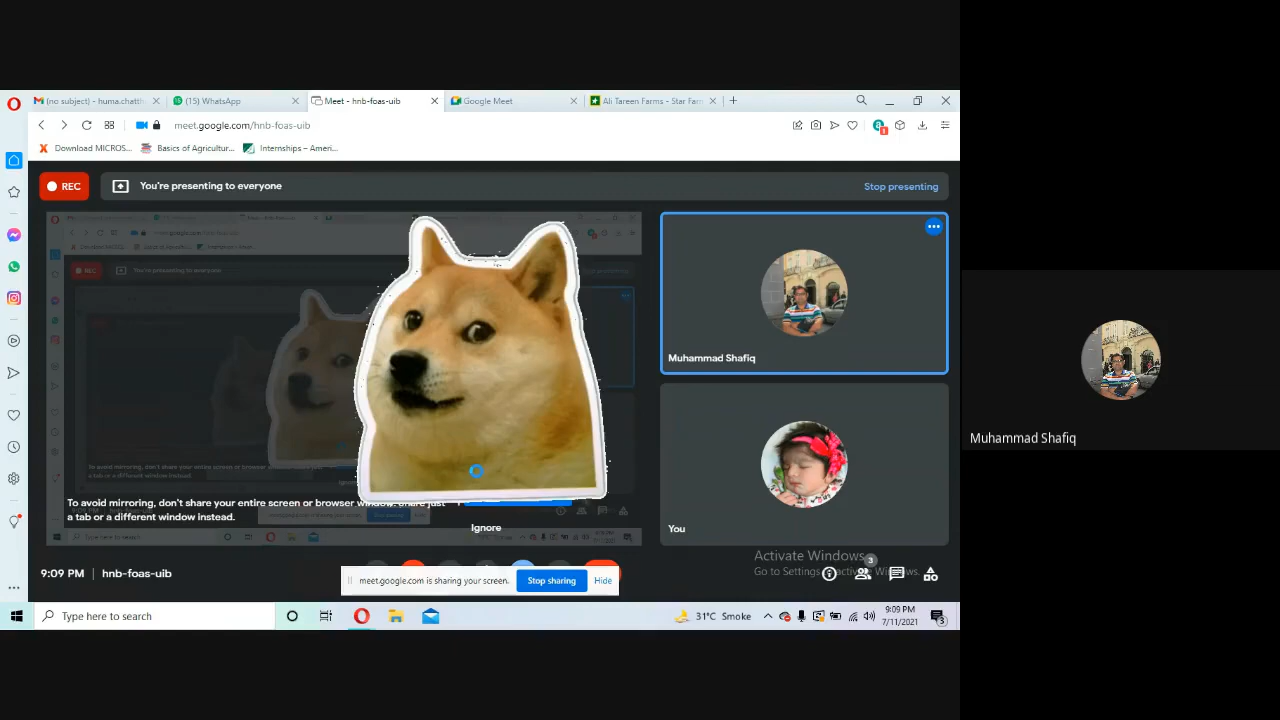 (no subject) - huma.chatth
(15) WhatsApp
Meet - hnb-foas-uib
Google Meet
Ali Tareen Farms - Star Farm
meet.google.com/hnb-foas-uib
Download MICROS...
Basics of Agricultur...
Internships – Ameri...
REC
You're presenting to everyone
Stop presenting
Muhammad Shafiq
Muhammad Shafiq
To avoid mirroring, don't share your entire screen or browser window. Share just
a tab or a different window instead.
Ignore
You
Activate Windows
Go to Settings
3
9:09 PM | hnb-foas-uib
meet.google.com is sharing your screen.
Stop sharing
Hide
Type here to search
31°C Smoke
9:09 PM
7/11/2021
3